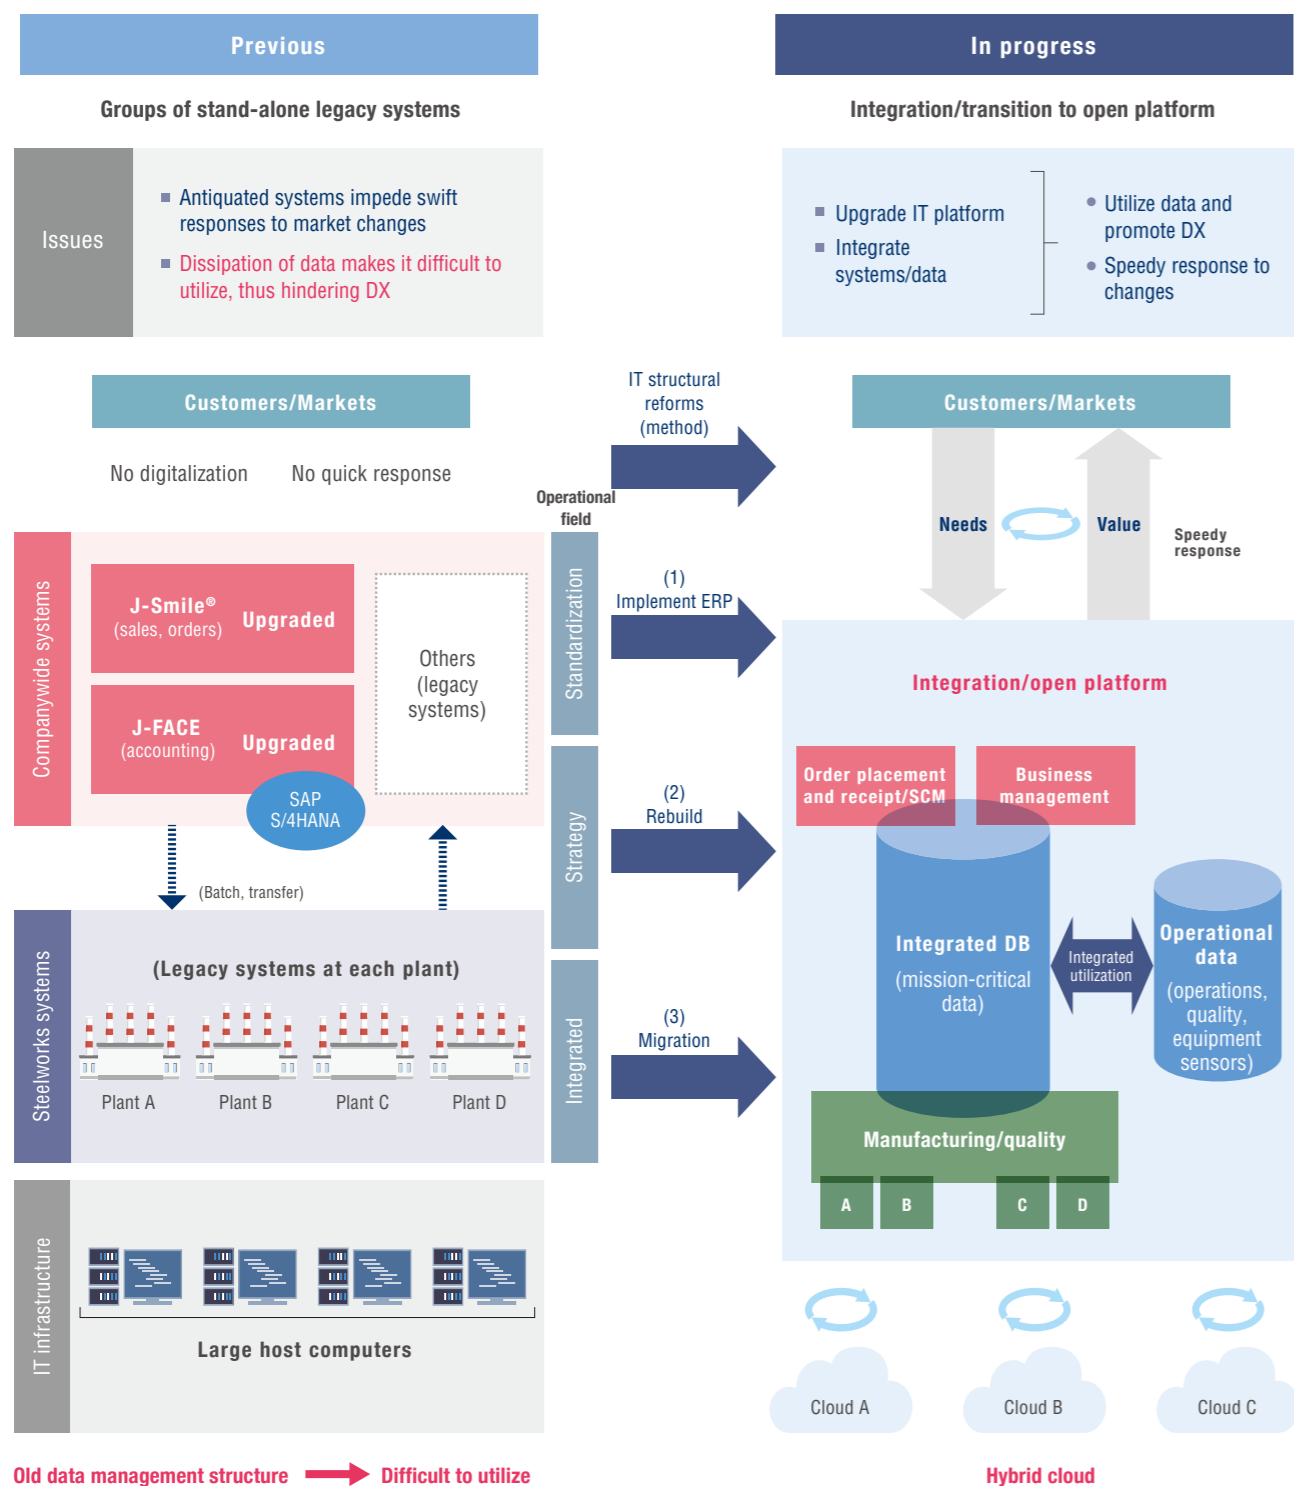 Previous
Groups of stand-alone legacy systems
Issues
Antiquated systems impede swift
responses to market changes
Dissipation of data makes it difficult to
utilize, thus hindering DX
Customers/Markets
No digitalization
No quick response
Companywide systems
J-Smile®
(sales, orders)
Upgraded
J-FACE
(accounting)
Upgraded
SAP
S/4HANA
Others
(legacy
systems)
(Batch, transfer)
Steelworks systems
(Legacy systems at each plant)
Plant A
Plant B
Plant C
Plant D
IT infrastructure
Large host computers
Old data management structure
Difficult to utilize
Operational
field
Standardization
Strategy
Integrated
IT structural
reforms
(method)
(1)
Implement ERP
(2)
Rebuild
(3)
Migration
In progress
Integration/transition to open platform
Upgrade IT platform
Integrate
systems/data
Utilize data and
promote DX
Speedy response to
changes
Customers/Markets
Needs
Value
Speedy
response
Integration/open platform
Order placement
and receipt/SCM
Business
management
Integrated DB
(mission-critical
data)
Integrated
utilization
Operational
data
(operations,
quality,
equipment
sensors)
Manufacturing/quality
A
B
C
D
Cloud A
Cloud B
Cloud C
Hybrid cloud